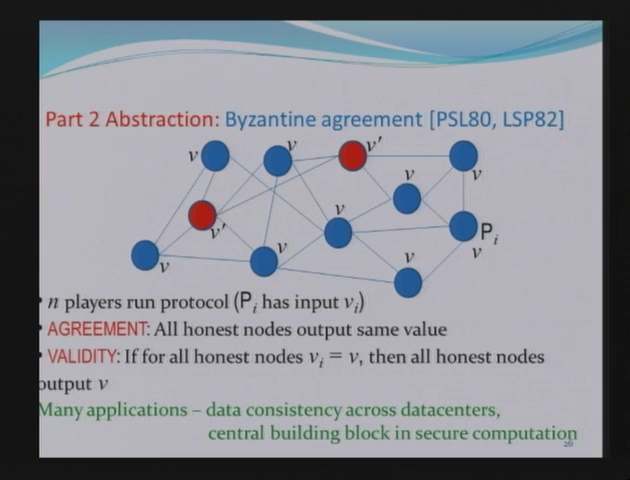 Part 2 Abstraction: Byzantine agreement [PSL80, LSP82]
v v v′ v
v
v′ v P_i
v
v v v
• n players run protocol (P_i has input v_i)
• AGREEMENT: All honest nodes output same value
• VALIDITY: If for all honest nodes v_i = v, then all honest nodes
output v
Many applications – data consistency across datacenters,
central building block in secure computation